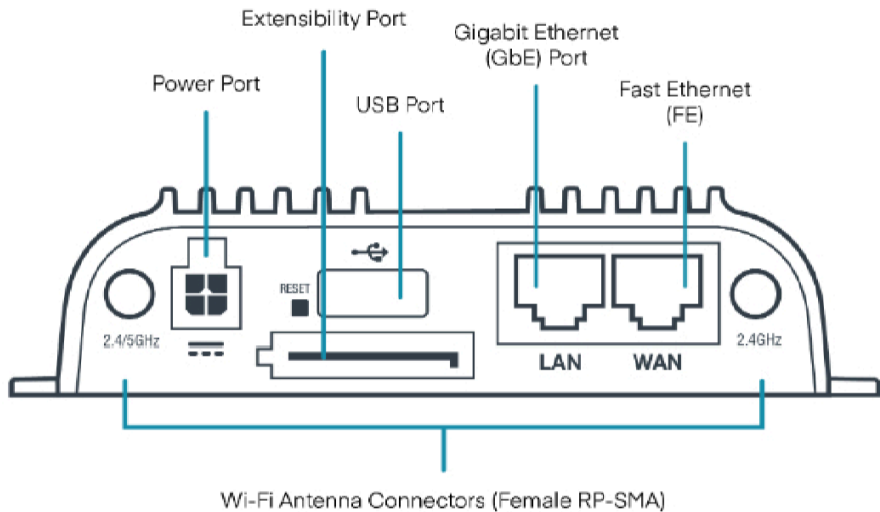 Extensibility Port
Gigabit Ethernet
(GbE) Port
Power Port
Fast Ethernet
(FE)
USB Port
RESET
2.4/5GHz
2.4GHz
LAN
WAN
Wi-Fi Antenna Connectors (Female RP-SMA)